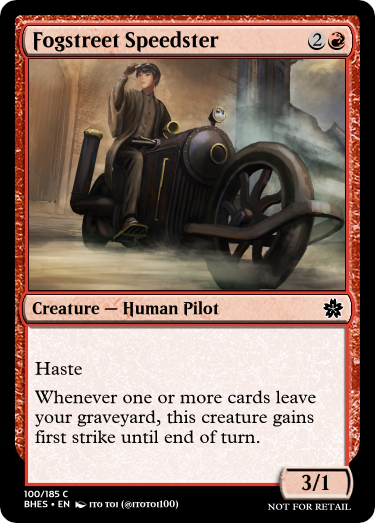 Fogstreet Speedster 2
Creature — Human Pilot
Haste
Whenever one or more cards leave
your graveyard, this creature gains
first strike until end of turn.
3/1
100/185 C
BHES • EN ITO TOI (@ITOTOI100)
NOT FOR RETAIL